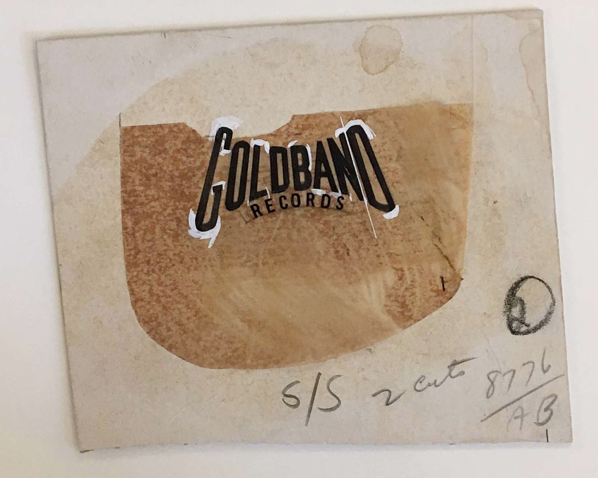 GOLDBAND
RECORDS
S/S 2 cuts 8776
AB